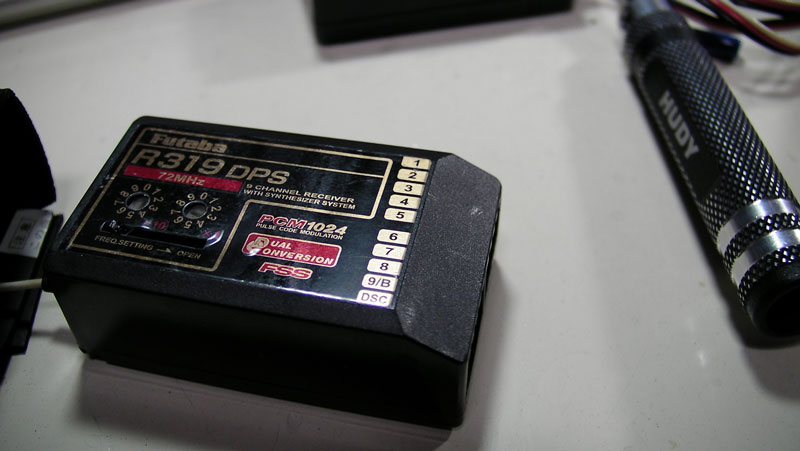 Futaba
R319 DPS
72MHz
9 CHANNEL RECEIVER
WITH SYNTHESIZER SYSTEM
10
FREQ.SETTING OPEN
PCM1024
PULSE CODE MODULATION
DUAL
CONVERSION
FSS
1
2
3
4
5
6
7
8
9/B
DSC
HUDY